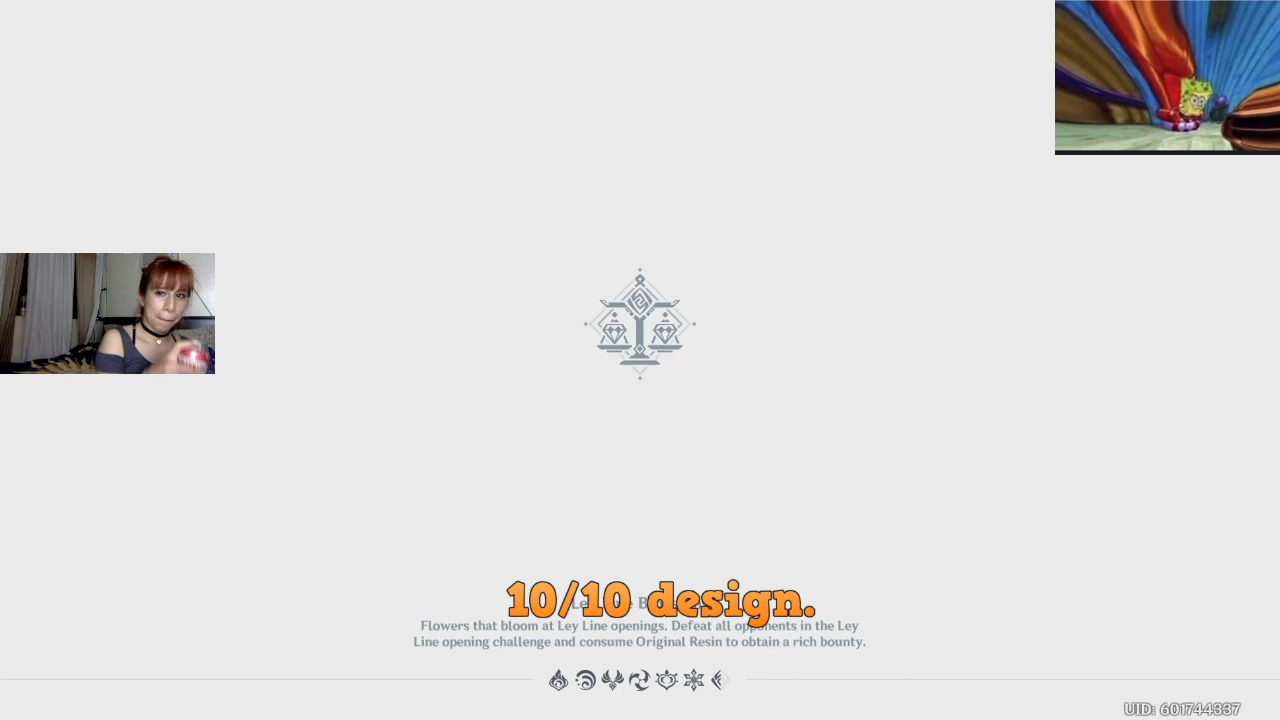 10/10 design.
Flowers that bloom at Ley Line openings. Defeat all opponents in the Ley
Line opening challenge and consume Original Resin to obtain a rich bounty.
UID: 601744337